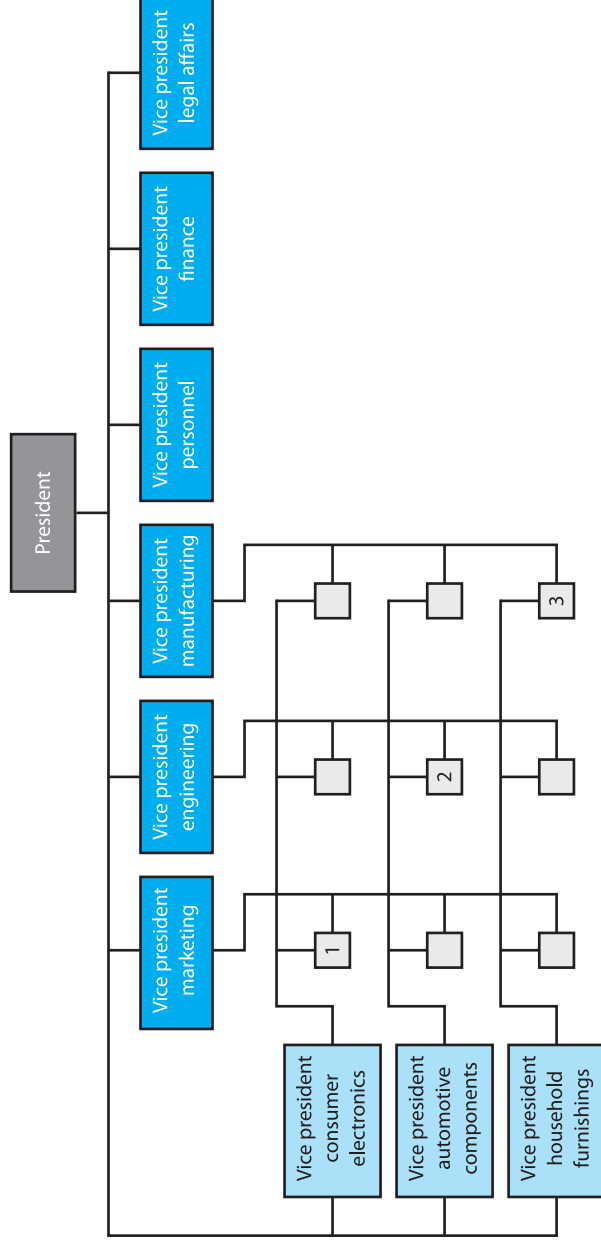 President
Vice president
marketing
Vice president
engineering
Vice president
manufacturing
Vice president
personnel
Vice president
finance
Vice president
legal affairs
Vice president
consumer
electronics
1
Vice president
automotive
components
2
Vice president
household
furnishings
3